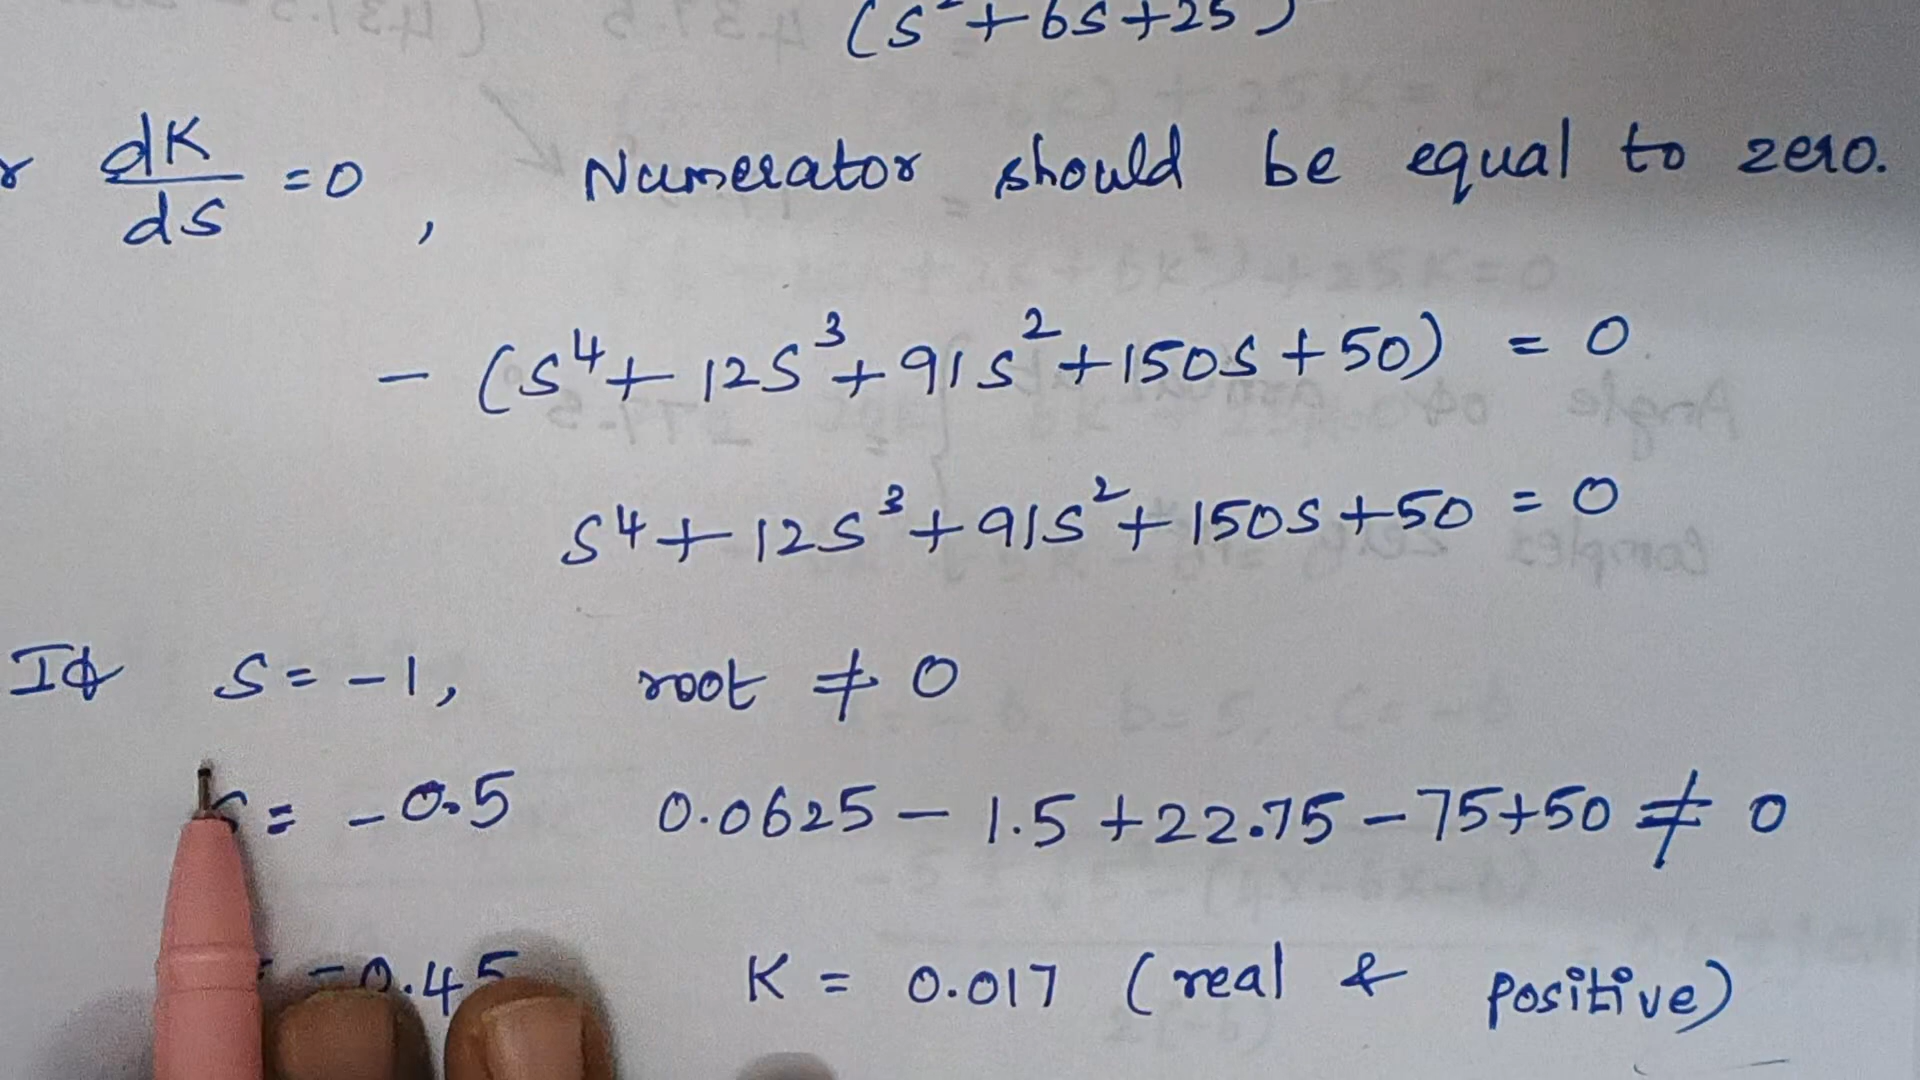 (s²+6s+25)
dK/ds =0, Numerator should be equal to zero.
- (s⁴+12s³+91s²+150s+50) = 0
s⁴+12s³+91s²+150s+50 = 0
If s=-1, root ≠ 0
= -0.5 0.0625-1.5+22.75-75+50 ≠ 0
-0.45 K = 0.017 (real & positive)